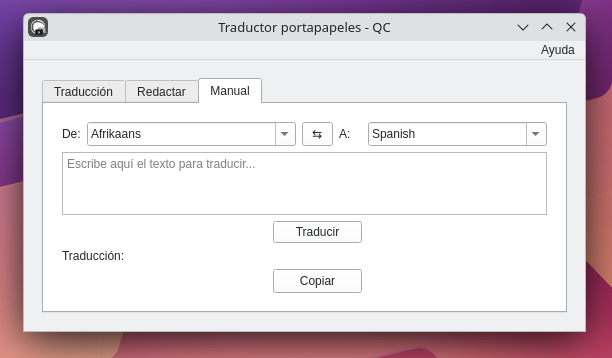 Traductor portapapeles - QC
Ayuda
Traducción Redactar Manual
De: Afrikaans ⇆ A: Spanish
Escribe aquí el texto para traducir...
Traducir
Traducción:
Copiar